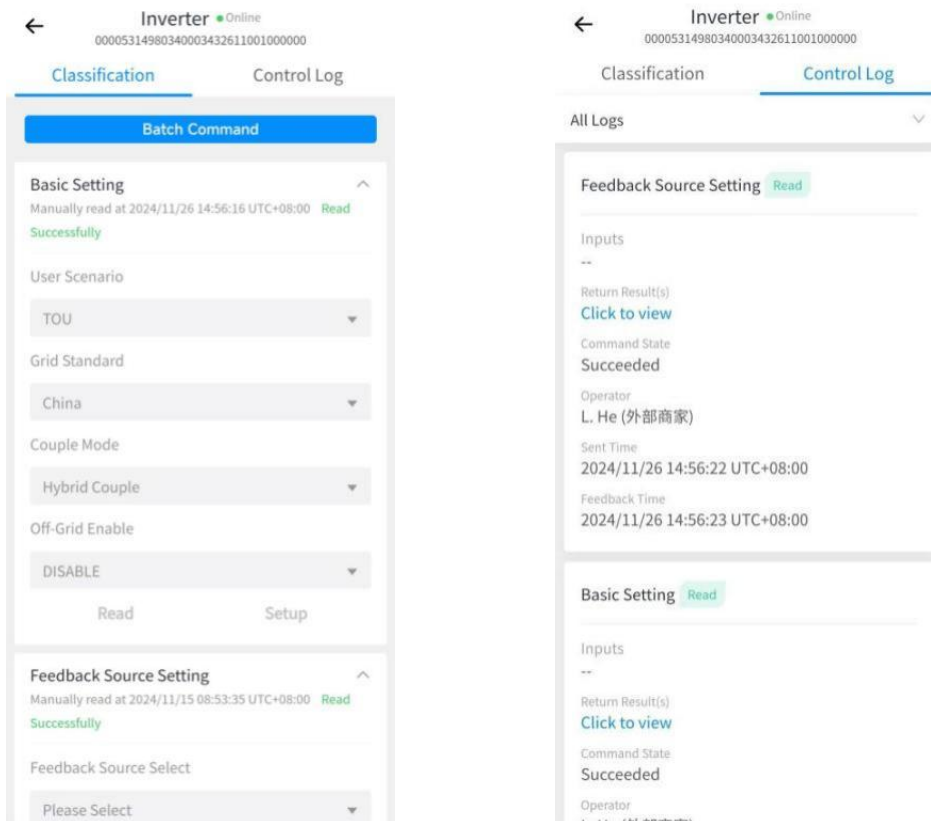 Inverter Online
00005314980340003432611001000000
Classification Control Log
Batch Command
Basic Setting
Manually read at 2024/11/26 14:56:16 UTC+08:00 Read
Successfully
User Scenario
TOU
Grid Standard
China
Couple Mode
Hybrid Couple
Off-Grid Enable
DISABLE
Read Setup
Feedback Source Setting
Manually read at 2024/11/15 08:53:35 UTC+08:00 Read
Successfully
Feedback Source Select
Please Select
Inverter Online
00005314980340003432611001000000
Classification Control Log
All Logs
Feedback Source Setting Read
Inputs
--
Return Result(s)
Click to view
Command State
Succeeded
Operator
L. He (外部商家)
Sent Time
2024/11/26 14:56:22 UTC+08:00
Feedback Time
2024/11/26 14:56:23 UTC+08:00
Basic Setting Read
Inputs
--
Return Result(s)
Click to view
Command State
Succeeded
Operator